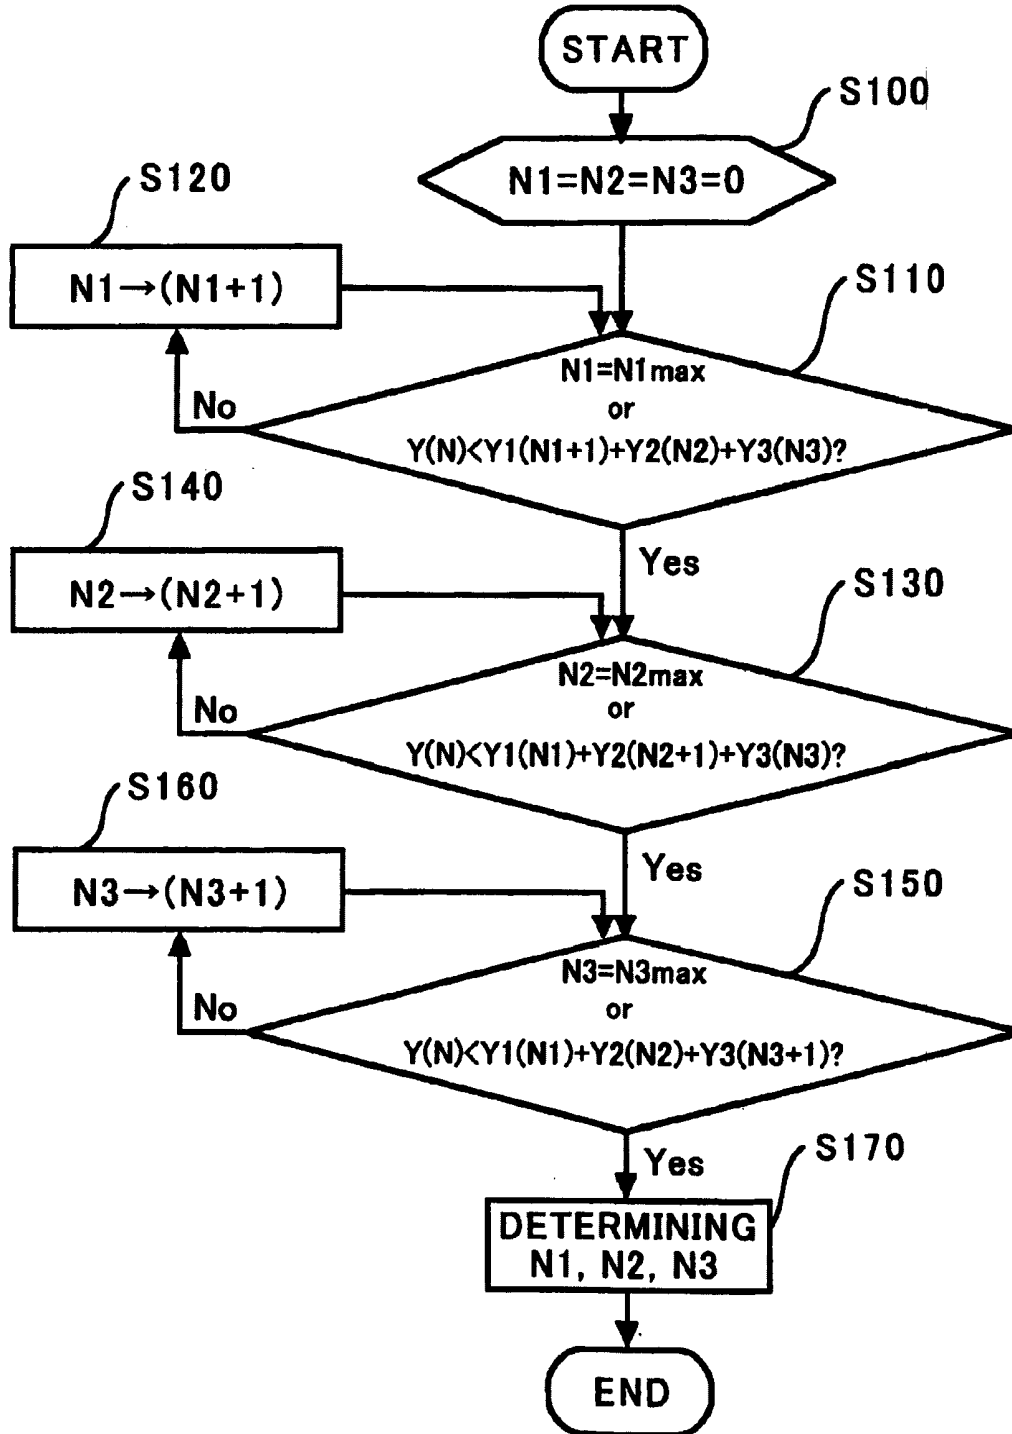 START
S100
N1=N2=N3=0
S120
N1→(N1+1)
S110
N1=N1max
or
Y(N)<Y1(N1+1)+Y2(N2)+Y3(N3)?
No
Yes
S140
N2→(N2+1)
S130
N2=N2max
or
Y(N)<Y1(N1)+Y2(N2+1)+Y3(N3)?
No
Yes
S160
N3→(N3+1)
S150
N3=N3max
or
Y(N)<Y1(N1)+Y2(N2)+Y3(N3+1)?
No
Yes
S170
DETERMINING
N1, N2, N3
END